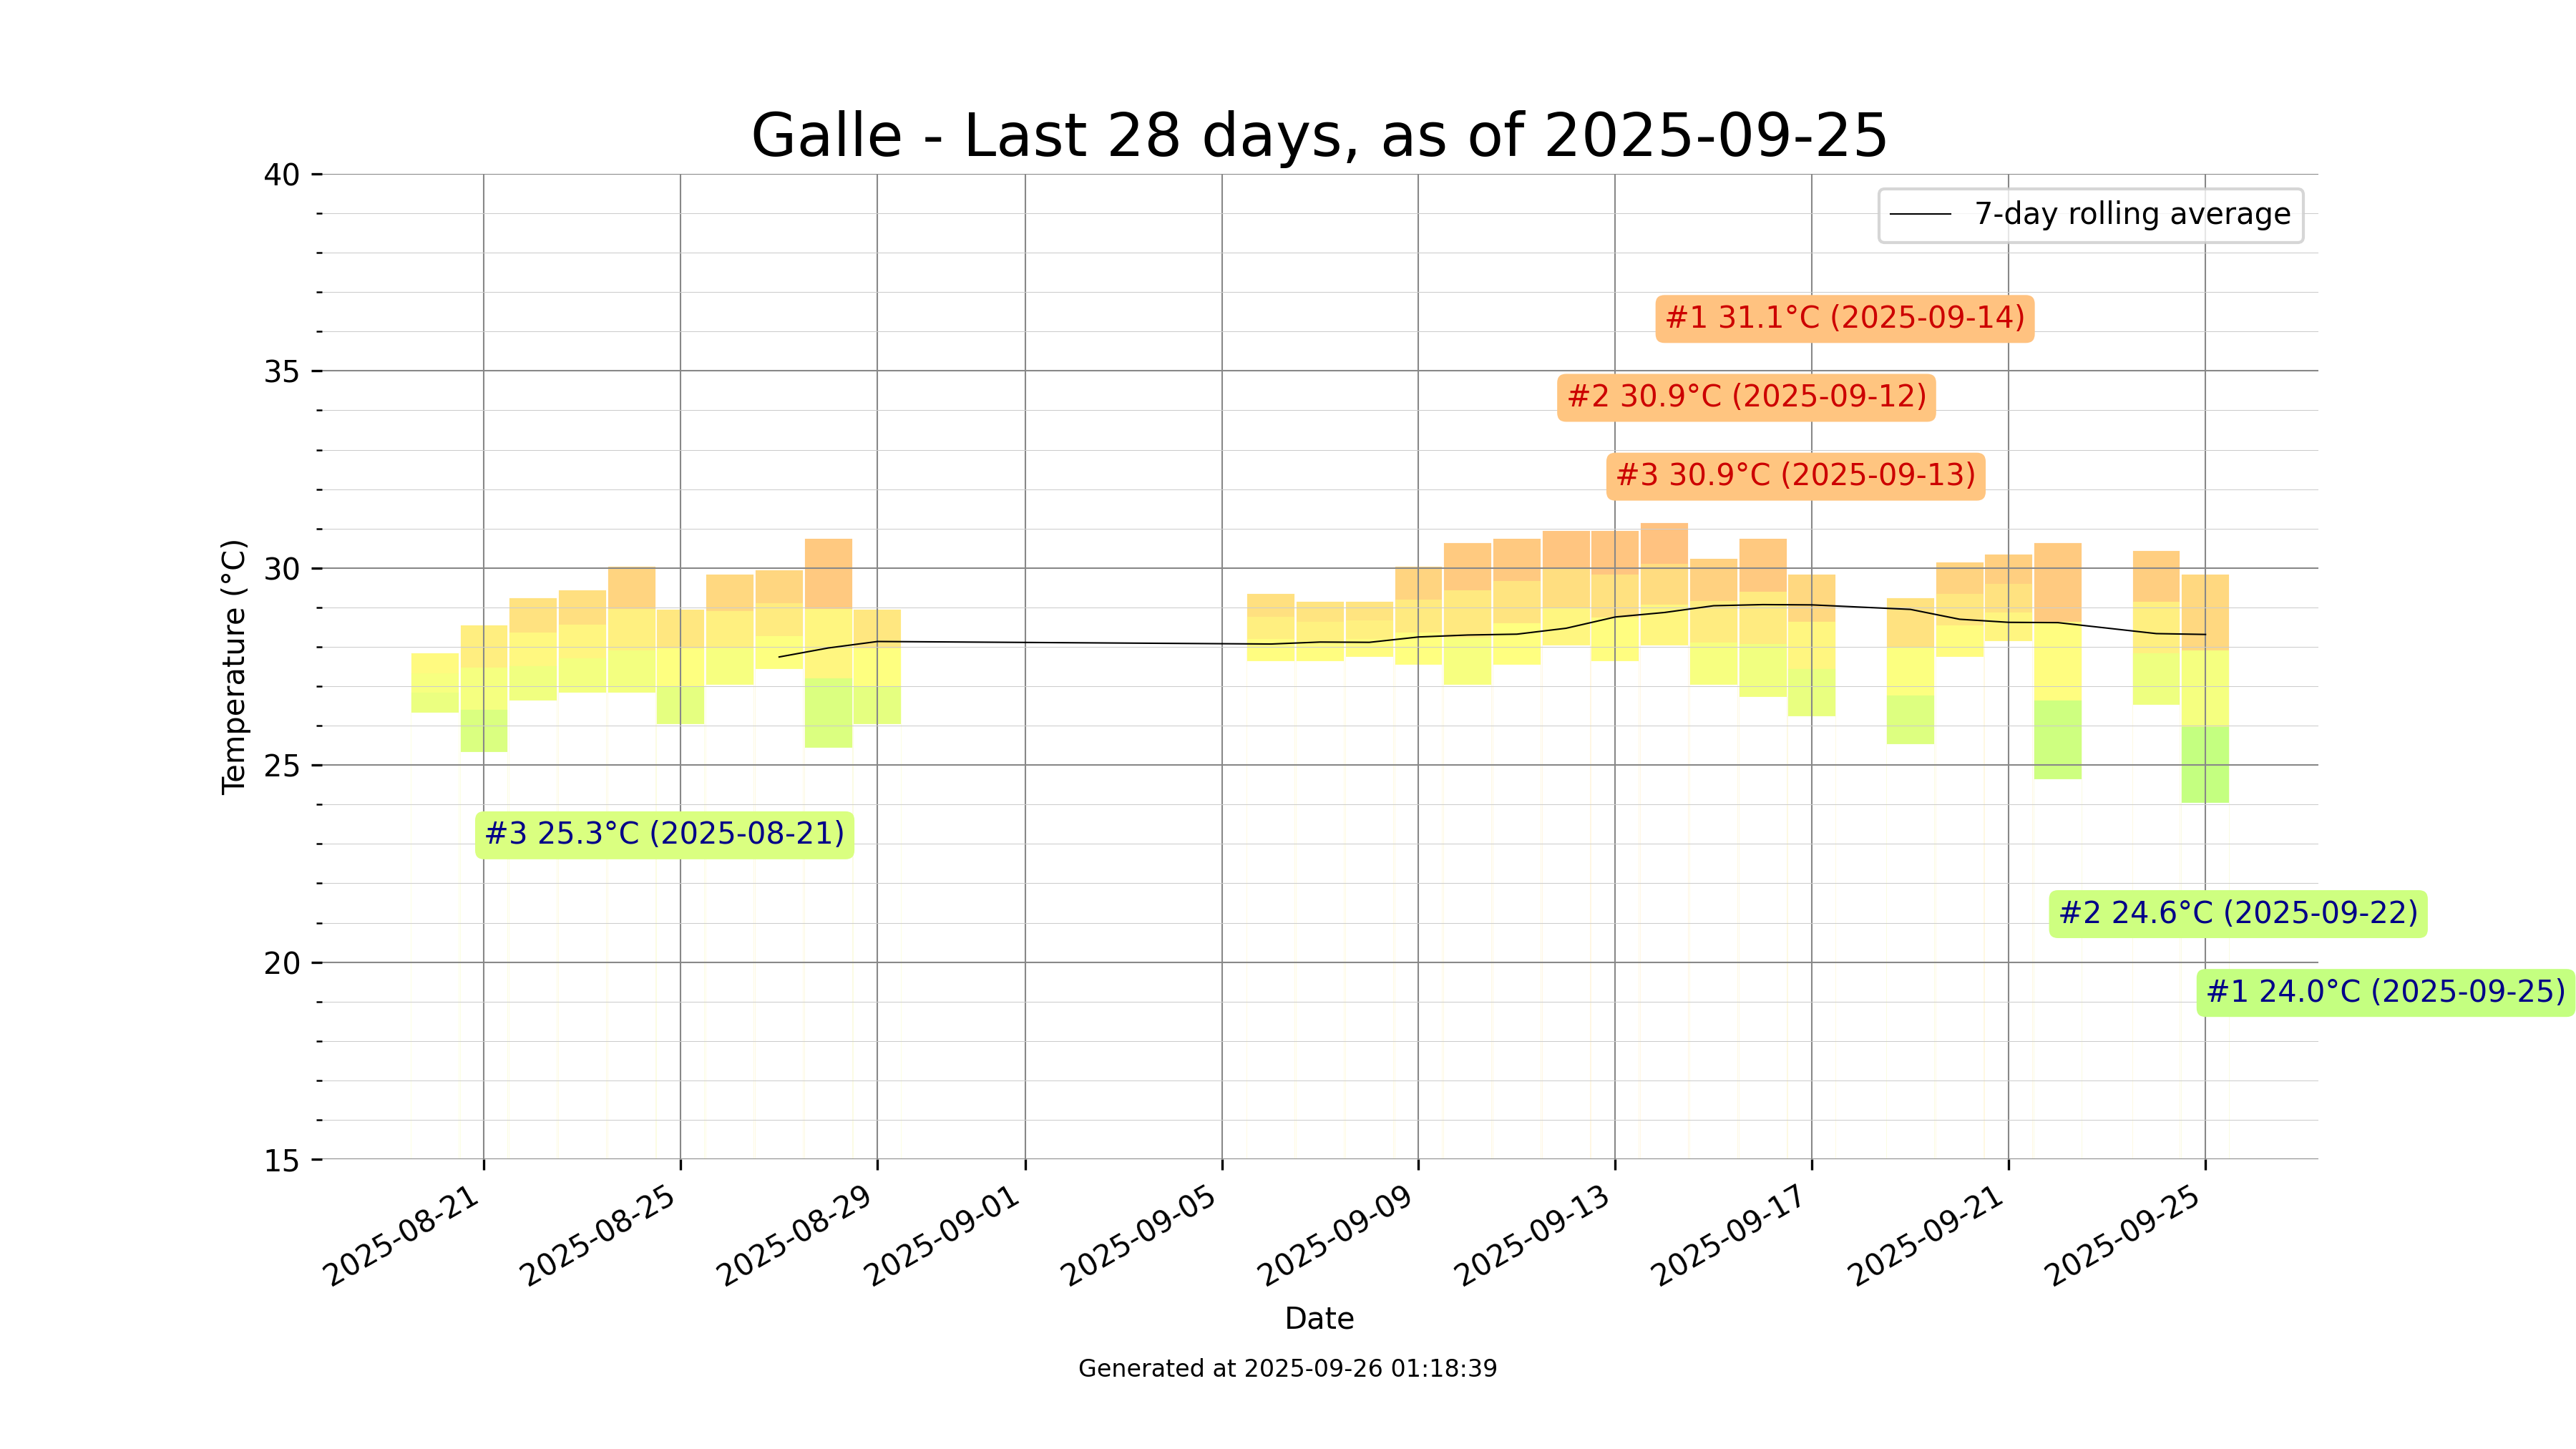 Galle - Last 28 days, as of 2025-09-25
40
7-day rolling average
#1 31.1°C (2025-09-14)
35
#2 30.9°C (2025-09-12)
#3 30.9°C (2025-09-13)
30
Temperature (°C)
25
#3 25.3°C (2025-08-21)
#2 24.6°C (2025-09-22)
20
#1 24.0°C (2025-09-25)
15
2025-08-21
2025-08-25
2025-08-29
2025-09-01
2025-09-05
2025-09-09
2025-09-13
2025-09-17
2025-09-21
2025-09-25
Date
Generated at 2025-09-26 01:18:39